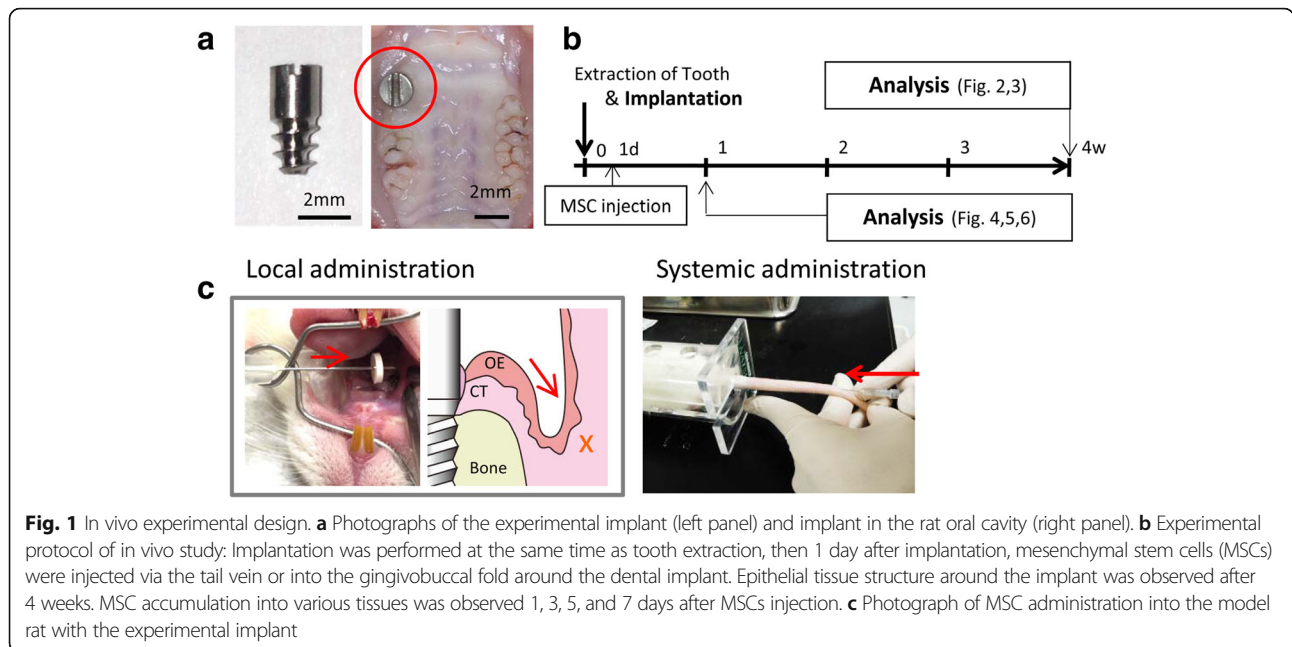 a
2mm
2mm
b
Extraction of Tooth
& Implantation
Analysis (Fig. 2,3)
0 1d 1 2 3 4w
MSC injection
Analysis (Fig. 4,5,6)
Local administration
Systemic administration
c
OE
CT
X
Bone
Fig. 1 In vivo experimental design. a Photographs of the experimental implant (left panel) and implant in the rat oral cavity (right panel). b Experimental
protocol of in vivo study: Implantation was performed at the same time as tooth extraction, then 1 day after implantation, mesenchymal stem cells (MSCs)
were injected via the tail vein or into the gingivobuccal fold around the dental implant. Epithelial tissue structure around the implant was observed after
4 weeks. MSC accumulation into various tissues was observed 1, 3, 5, and 7 days after MSCs injection. c Photograph of MSC administration into the model
rat with the experimental implant